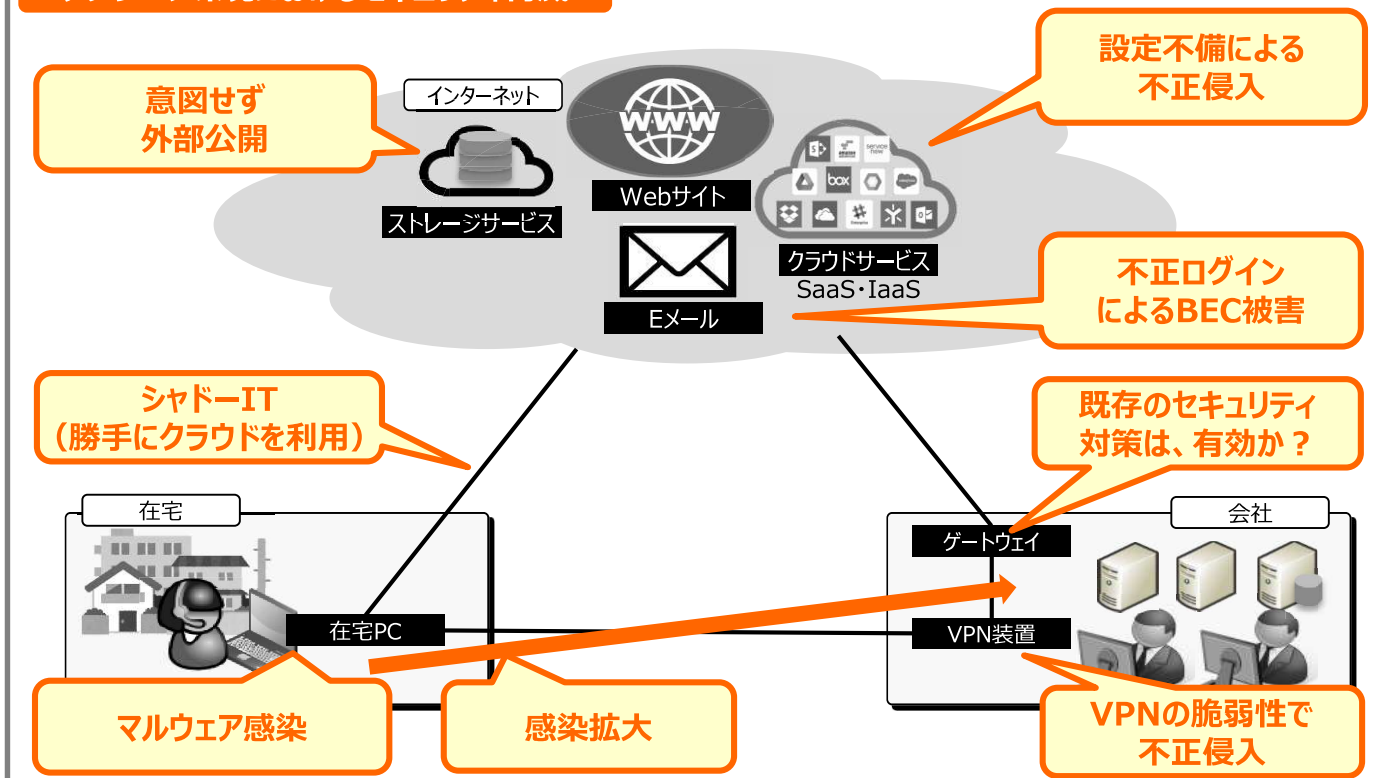 意図せず
外部公開
インターネット
WWW
設定不備による
不正侵入
service
now
box
ストレージサービス
Webサイト
クラウドサービス
SaaS・IaaS
Eメール
不正ログイン
によるBEC被害
シャドーIT
（勝手にクラウドを利用）
既存のセキュリティ
対策は、有効か？
在宅
会社
ゲートウェイ
在宅PC
VPN装置
マルウェア感染
感染拡大
VPNの脆弱性で
不正侵入